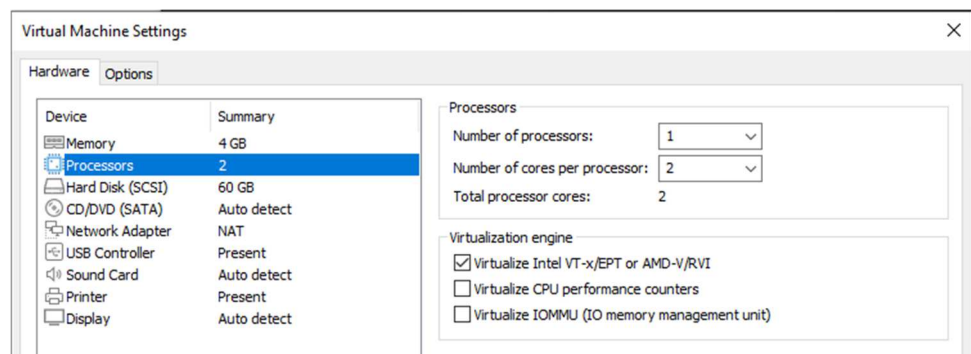 Virtual Machine Settings
Hardware Options
Device Summary
Memory 4 GB
Processors 2
Hard Disk (SCSI) 60 GB
CD/DVD (SATA) Auto detect
Network Adapter NAT
USB Controller Present
Sound Card Auto detect
Printer Present
Display Auto detect
Processors
Number of processors: 1
Number of cores per processor: 2
Total processor cores: 2
Virtualization engine
Virtualize Intel VT-x/EPT or AMD-V/RVI
Virtualize CPU performance counters
Virtualize IOMMU (IO memory management unit)